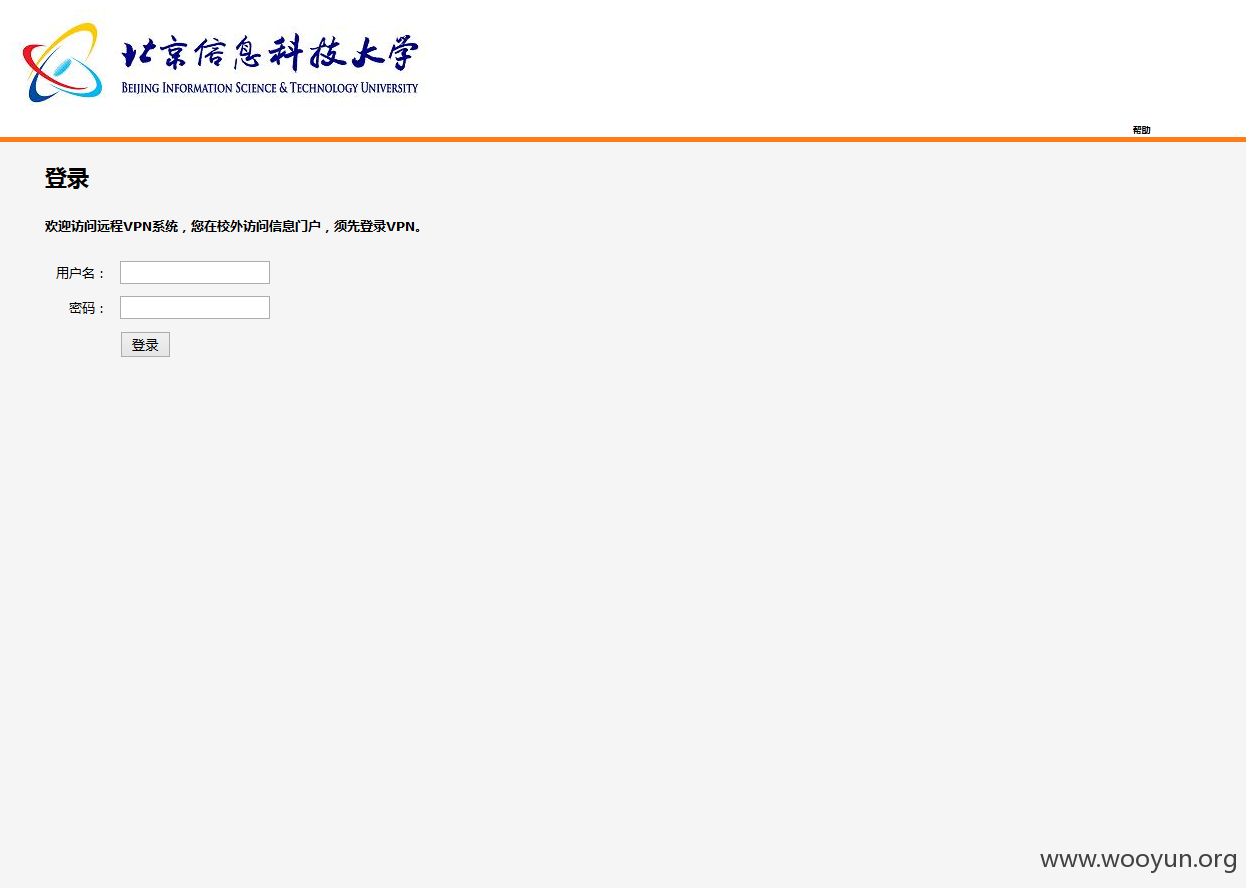 北京信息科技大学
BEIJING INFORMATION SCIENCE & TECHNOLOGY UNIVERSITY
帮助
登录
欢迎访问远程VPN系统，您在校外访问信息门户，须先登录VPN。
用户名：
密码：
登录
www.wooyun.org